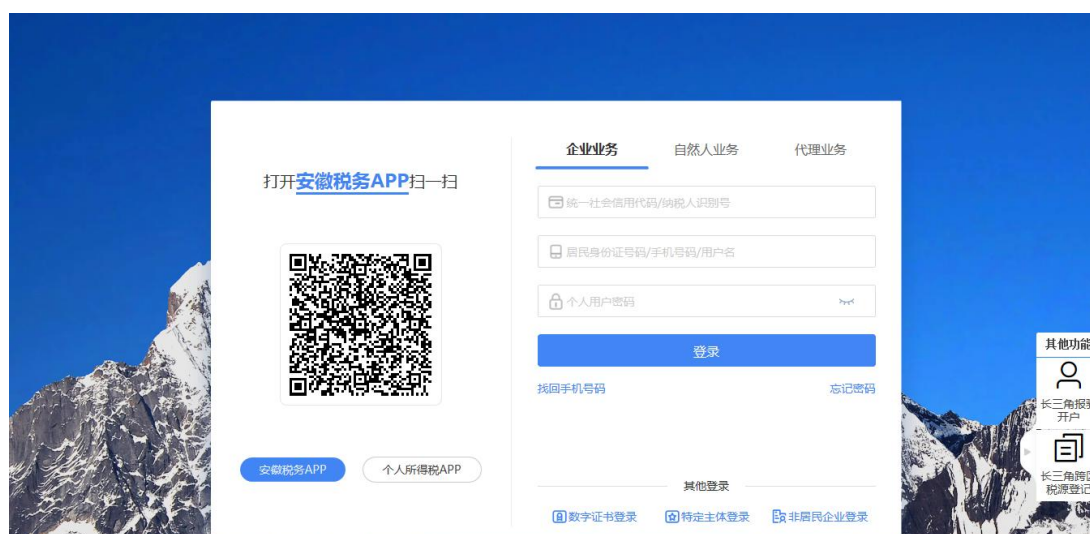 打开安徽税务APP扫一扫
安徽税务APP
个人所得税APP
企业业务
自然人业务
代理业务
统一社会信用代码/纳税人识别号
居民身份证号码/手机号码/用户名
个人用户密码
登录
找回手机号码
忘记密码
其他登录
数字证书登录
特定主体登录
非居民企业登录
其他功能
长三角报验
开户
长三角跨区
税源登记